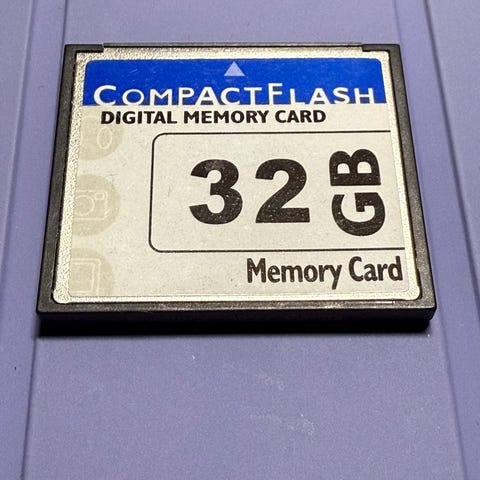 COMPACTFLASH
DIGITAL MEMORY CARD
32 GB
Memory Card